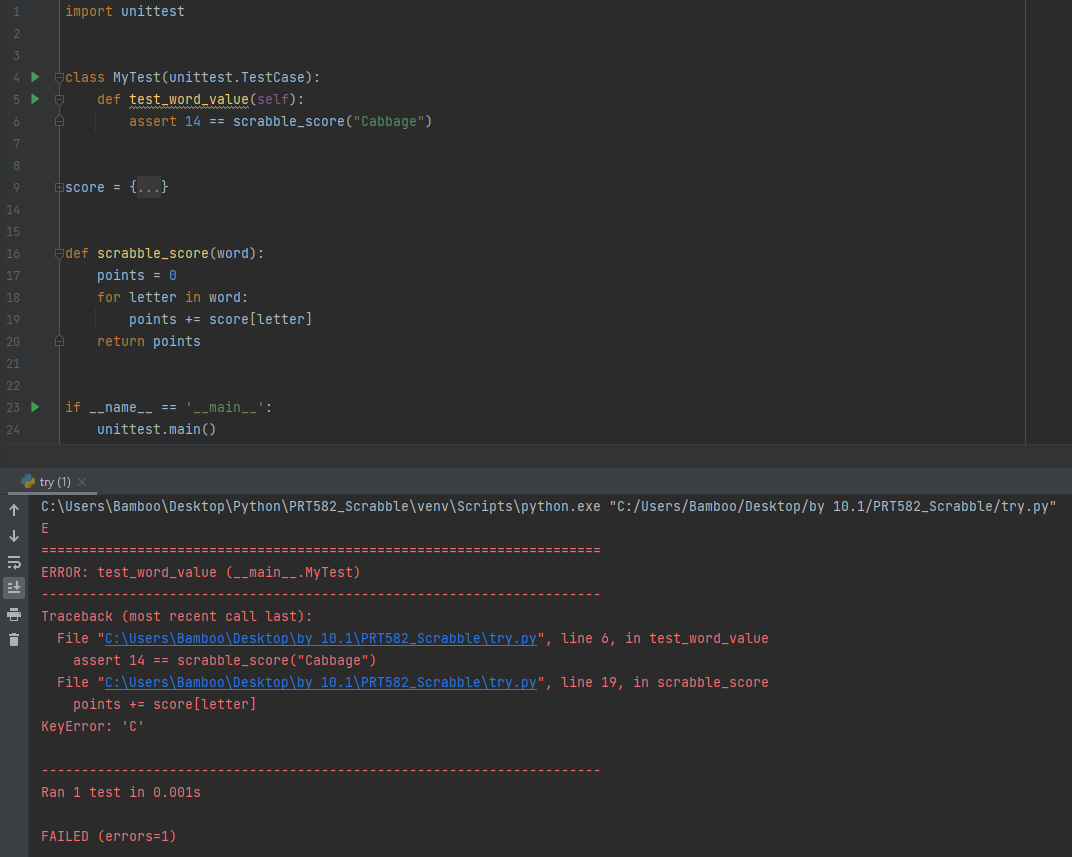 1 import unittest
2
3
4 class MyTest(unittest.TestCase):
5     def test_word_value(self):
6         assert 14 == scrabble_score("Cabbage")
7
8
9 score = {...}
14
15
16 def scrabble_score(word):
17     points = 0
18     for letter in word:
19         points += score[letter]
20     return points
21
22
23 if __name__ == '__main__':
24     unittest.main()
try (1)
C:\Users\Bamboo\Desktop\Python\PRT582_Scrabble\venv\Scripts\python.exe "C:/Users/Bamboo/Desktop/by 10.1/PRT582_Scrabble/try.py"
E
======================================================================
ERROR: test_word_value (__main__.MyTest)
----------------------------------------------------------------------
Traceback (most recent call last):
  File "C:\Users\Bamboo\Desktop\by 10.1\PRT582_Scrabble\try.py", line 6, in test_word_value
    assert 14 == scrabble_score("Cabbage")
  File "C:\Users\Bamboo\Desktop\by 10.1\PRT582_Scrabble\try.py", line 19, in scrabble_score
    points += score[letter]
KeyError: 'C'
----------------------------------------------------------------------
Ran 1 test in 0.001s
FAILED (errors=1)